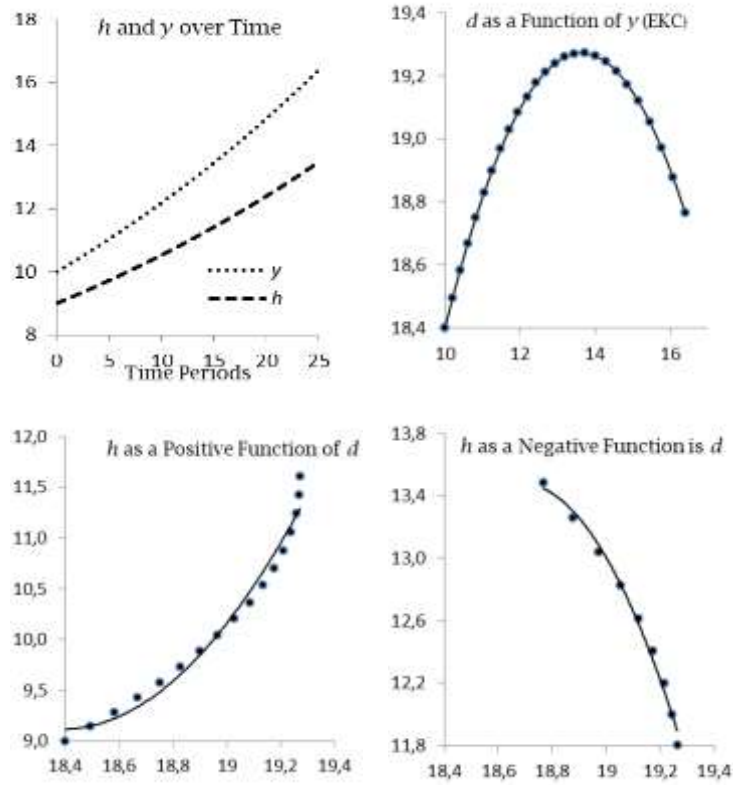 h and y over Time
18
16
14
12
10
8
0 5 10 15 20 25
Time Periods
y
h
d as a Function of y (EKC)
19,4
19,2
19,0
18,8
18,6
18,4
10 12 14 16
h as a Positive Function of d
12,0
11,5
11,0
10,5
10,0
9,5
9,0
18,4 18,6 18,8 19 19,2 19,4
h as a Negative Function is d
13,8
13,4
13,0
12,6
12,2
11,8
18,4 18,6 18,8 19 19,2 19,4